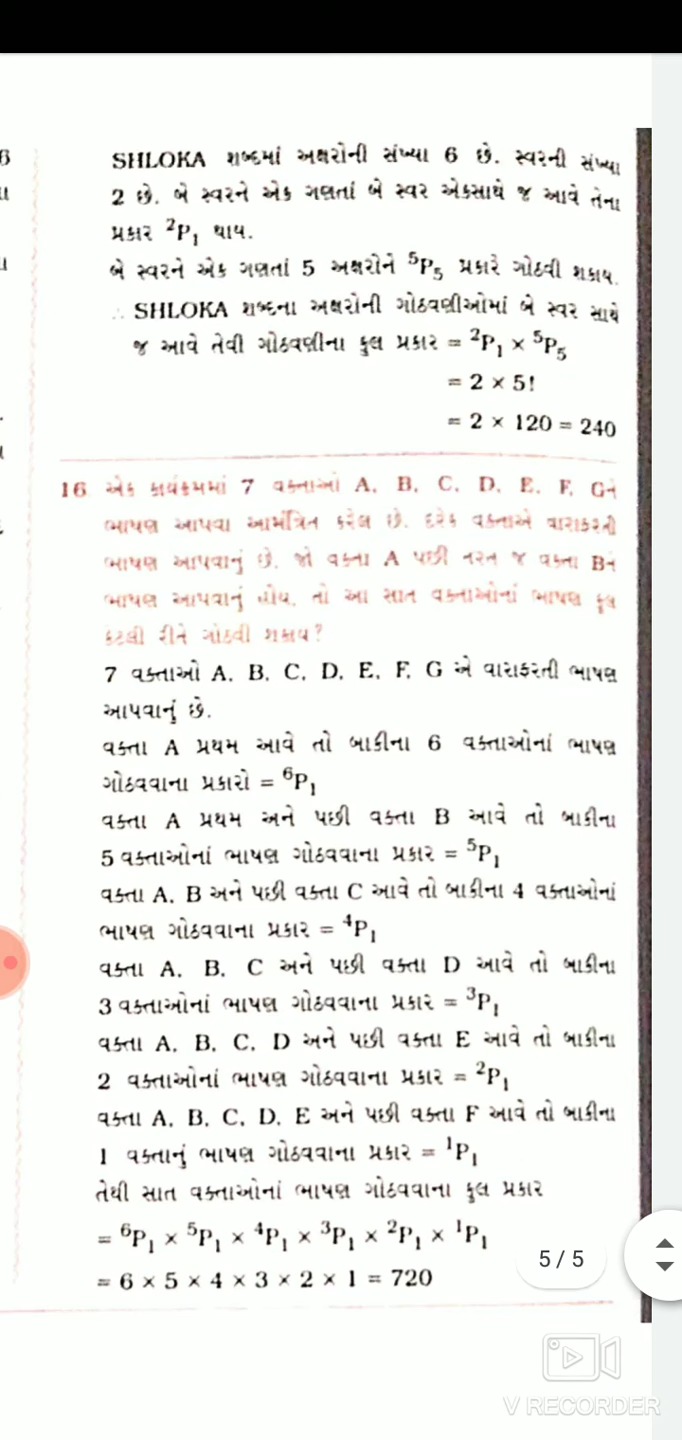 SHLOKA શબ્દમાં અક્ષરોની સંખ્યા 6 છે. સ્વરની સંખ્યા
2 છે. બે સ્વરને એક ગણતાં બે સ્વર એકસાથે જ આવે તેના
પ્રકાર ²P₁ થાય.
બે સ્વરને એક ગણતાં 5 અક્ષરોને ⁵P₅ પ્રકારે ગોઠવી શકાય.
∴ SHLOKA શબ્દના અક્ષરોની ગોઠવણીઓમાં બે સ્વર સાથે
જ આવે તેવી ગોઠવણીના કુલ પ્રકાર = ²P₁ × ⁵P₅
= 2 × 5!
= 2 × 120 = 240
16 એક કાર્યક્રમમાં 7 વક્તાઓ A, B, C, D, E, F, Gને
ભાષણ આપવા આમંત્રિત કરેલ છે. દરેક વક્તાએ વારાફરતી
ભાષણ આપવાનું છે. જો વક્તા A પછી તરત જ વક્તા Bને
ભાષણ આપવાનું હોય, તો આ સાત વક્તાઓનાં ભાષણ કુલ
કેટલી રીતે ગોઠવી શકાય?
7 વક્તાઓ A, B, C, D, E, F, G એ વારાફરતી ભાષણ
આપવાનું છે.
વક્તા A પ્રથમ આવે તો બાકીના 6 વક્તાઓનાં ભાષણ
ગોઠવવાના પ્રકારો = ⁶P₁
વક્તા A પ્રથમ અને પછી વક્તા B આવે તો બાકીના
5 વક્તાઓનાં ભાષણ ગોઠવવાના પ્રકાર = ⁵P₁
વક્તા A, B અને પછી વક્તા C આવે તો બાકીના 4 વક્તાઓનાં
ભાષણ ગોઠવવાના પ્રકાર = ⁴P₁
વક્તા A, B, C અને પછી વક્તા D આવે તો બાકીના
3 વક્તાઓનાં ભાષણ ગોઠવવાના પ્રકાર = ³P₁
વક્તા A, B, C, D અને પછી વક્તા E આવે તો બાકીના
2 વક્તાઓનાં ભાષણ ગોઠવવાના પ્રકાર = ²P₁
વક્તા A, B, C, D, E અને પછી વક્તા F આવે તો બાકીના
1 વક્તાનું ભાષણ ગોઠવવાના પ્રકાર = ¹P₁
તેથી સાત વક્તાઓનાં ભાષણ ગોઠવવાના કુલ પ્રકાર
= ⁶P₁ × ⁵P₁ × ⁴P₁ × ³P₁ × ²P₁ × ¹P₁
= 6 × 5 × 4 × 3 × 2 × 1 = 720
5 / 5
V RECORDER